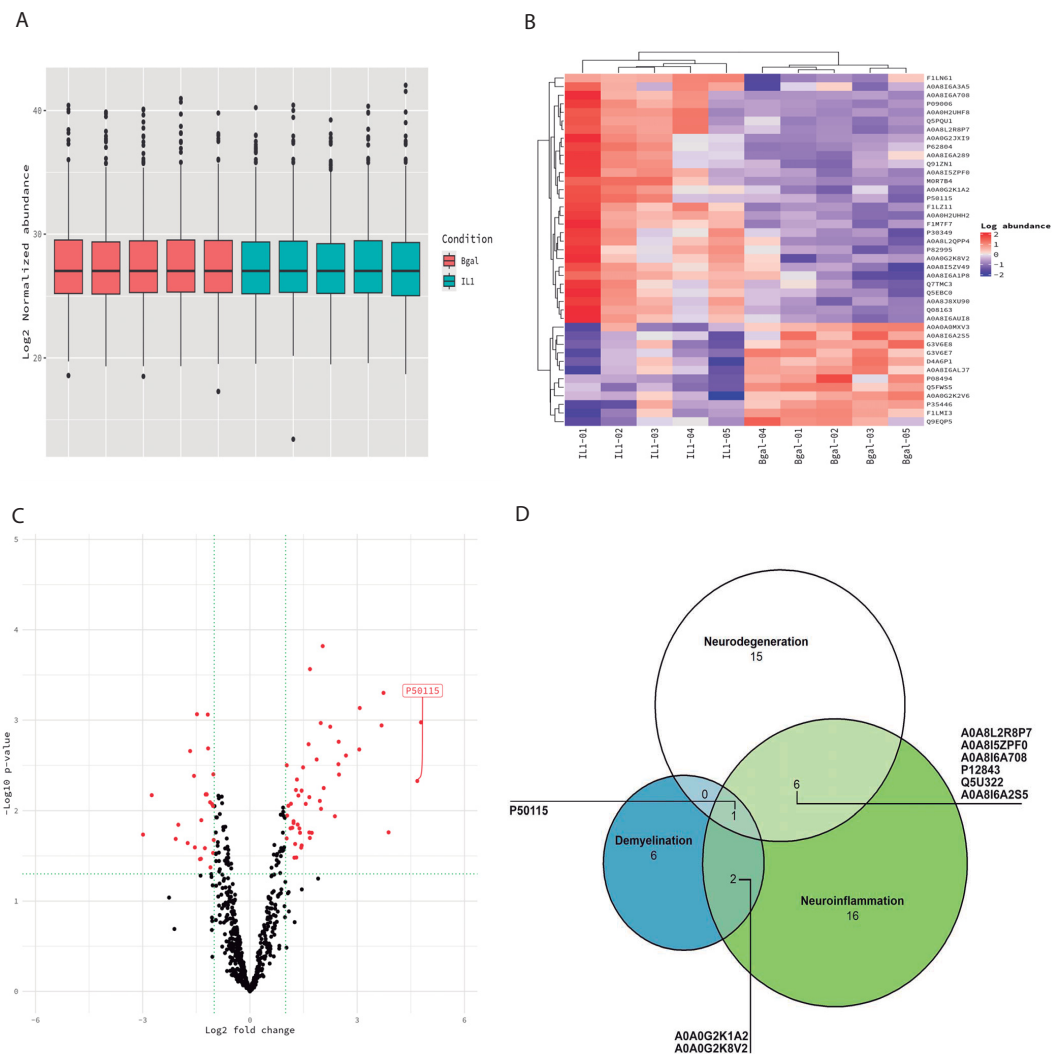 A
Log2 Normalized abundance
40
30
20
Condition
Bgal
IL1
B
F1LN61
A0A8I6A3A5
A0A8I6A708
P09006
A0A0H2UHF8
Q5PQU1
A0A8L2R8P7
A0A0G2JXI9
P62804
A0A8I6A289
Q91ZN1
A0A8I5ZPF0
M0R7B4
A0A0G2K1A2
P50115
F1LZ11
A0A0H2UHH2
F1M7F7
P30349
A0A8L2QPP4
P82995
A0A0G2K8V2
A0A8I5ZV49
A0A8I6A1P8
Q7TMC3
Q5EBC0
A0A8J8XU90
Q08163
A0A8I6AUI8
A0A0A0MXV3
A0A8I6A2S5
G3V6E8
G3V6E7
D4A6P1
A0A8I6ALJ7
P08494
Q5FWS5
A0A0G2K2V6
P35446
F1LMI3
Q9EQP5
IL1-01
IL1-02
IL1-03
IL1-04
IL1-05
Bgal-04
Bgal-01
Bgal-02
Bgal-03
Bgal-05
Log abundance
2
1
0
−1
−2
C
5
4
3
2
1
0
-Log10 p-value
-6
-3
0
3
6
Log2 fold change
P50115
D
Neurodegeneration
15
A0A8L2R8P7
A0A8I5ZPF0
A0A8I6A708
P12843
Q5U322
A0A8I6A2S5
6
0
1
P50115
Demyelination
6
2
Neuroinflammation
16
A0A0G2K1A2
A0A0G2K8V2